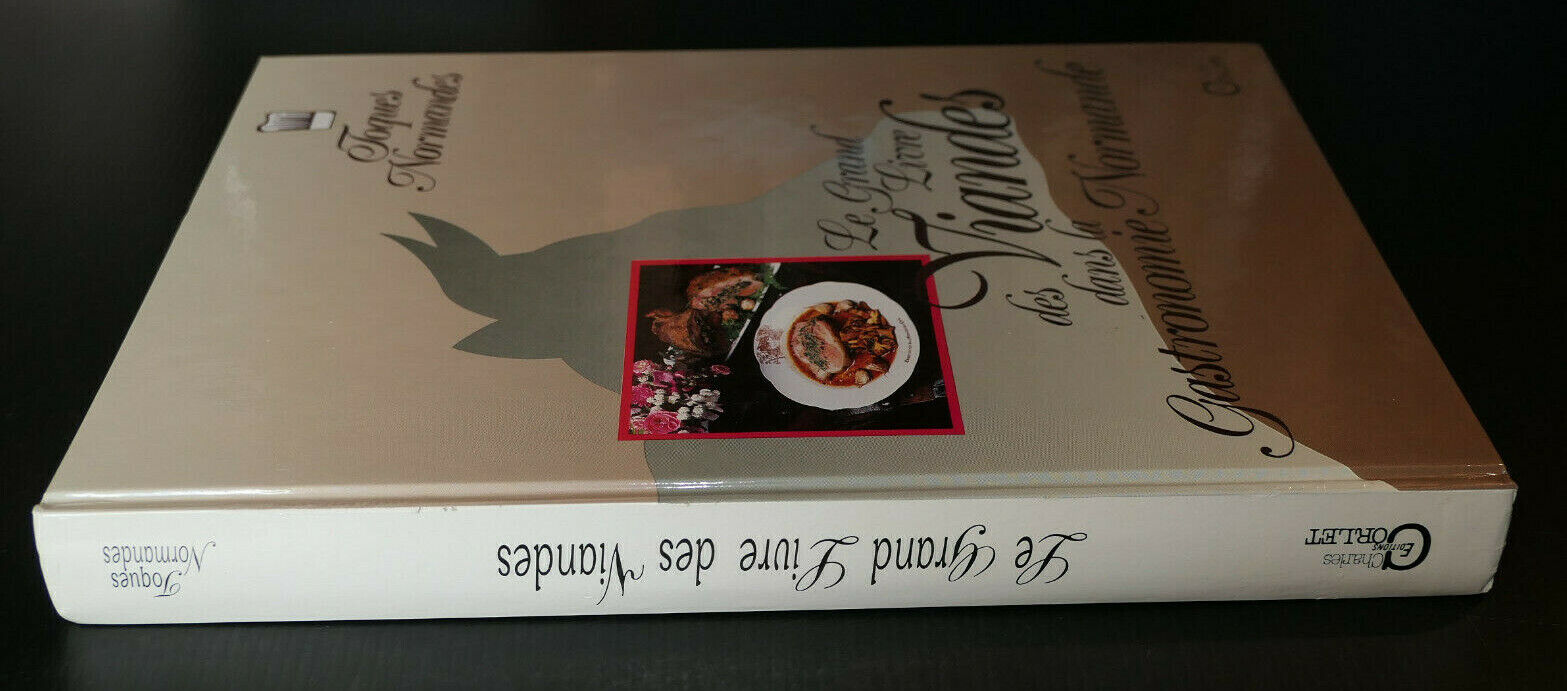 Toques
Normandes
Le Grand
Livre
des Viandes
dans la
Gastronomie Normande
Le Grand Livre des Viandes
Toques
Normandes
Charles
CORLET
EDITIONS